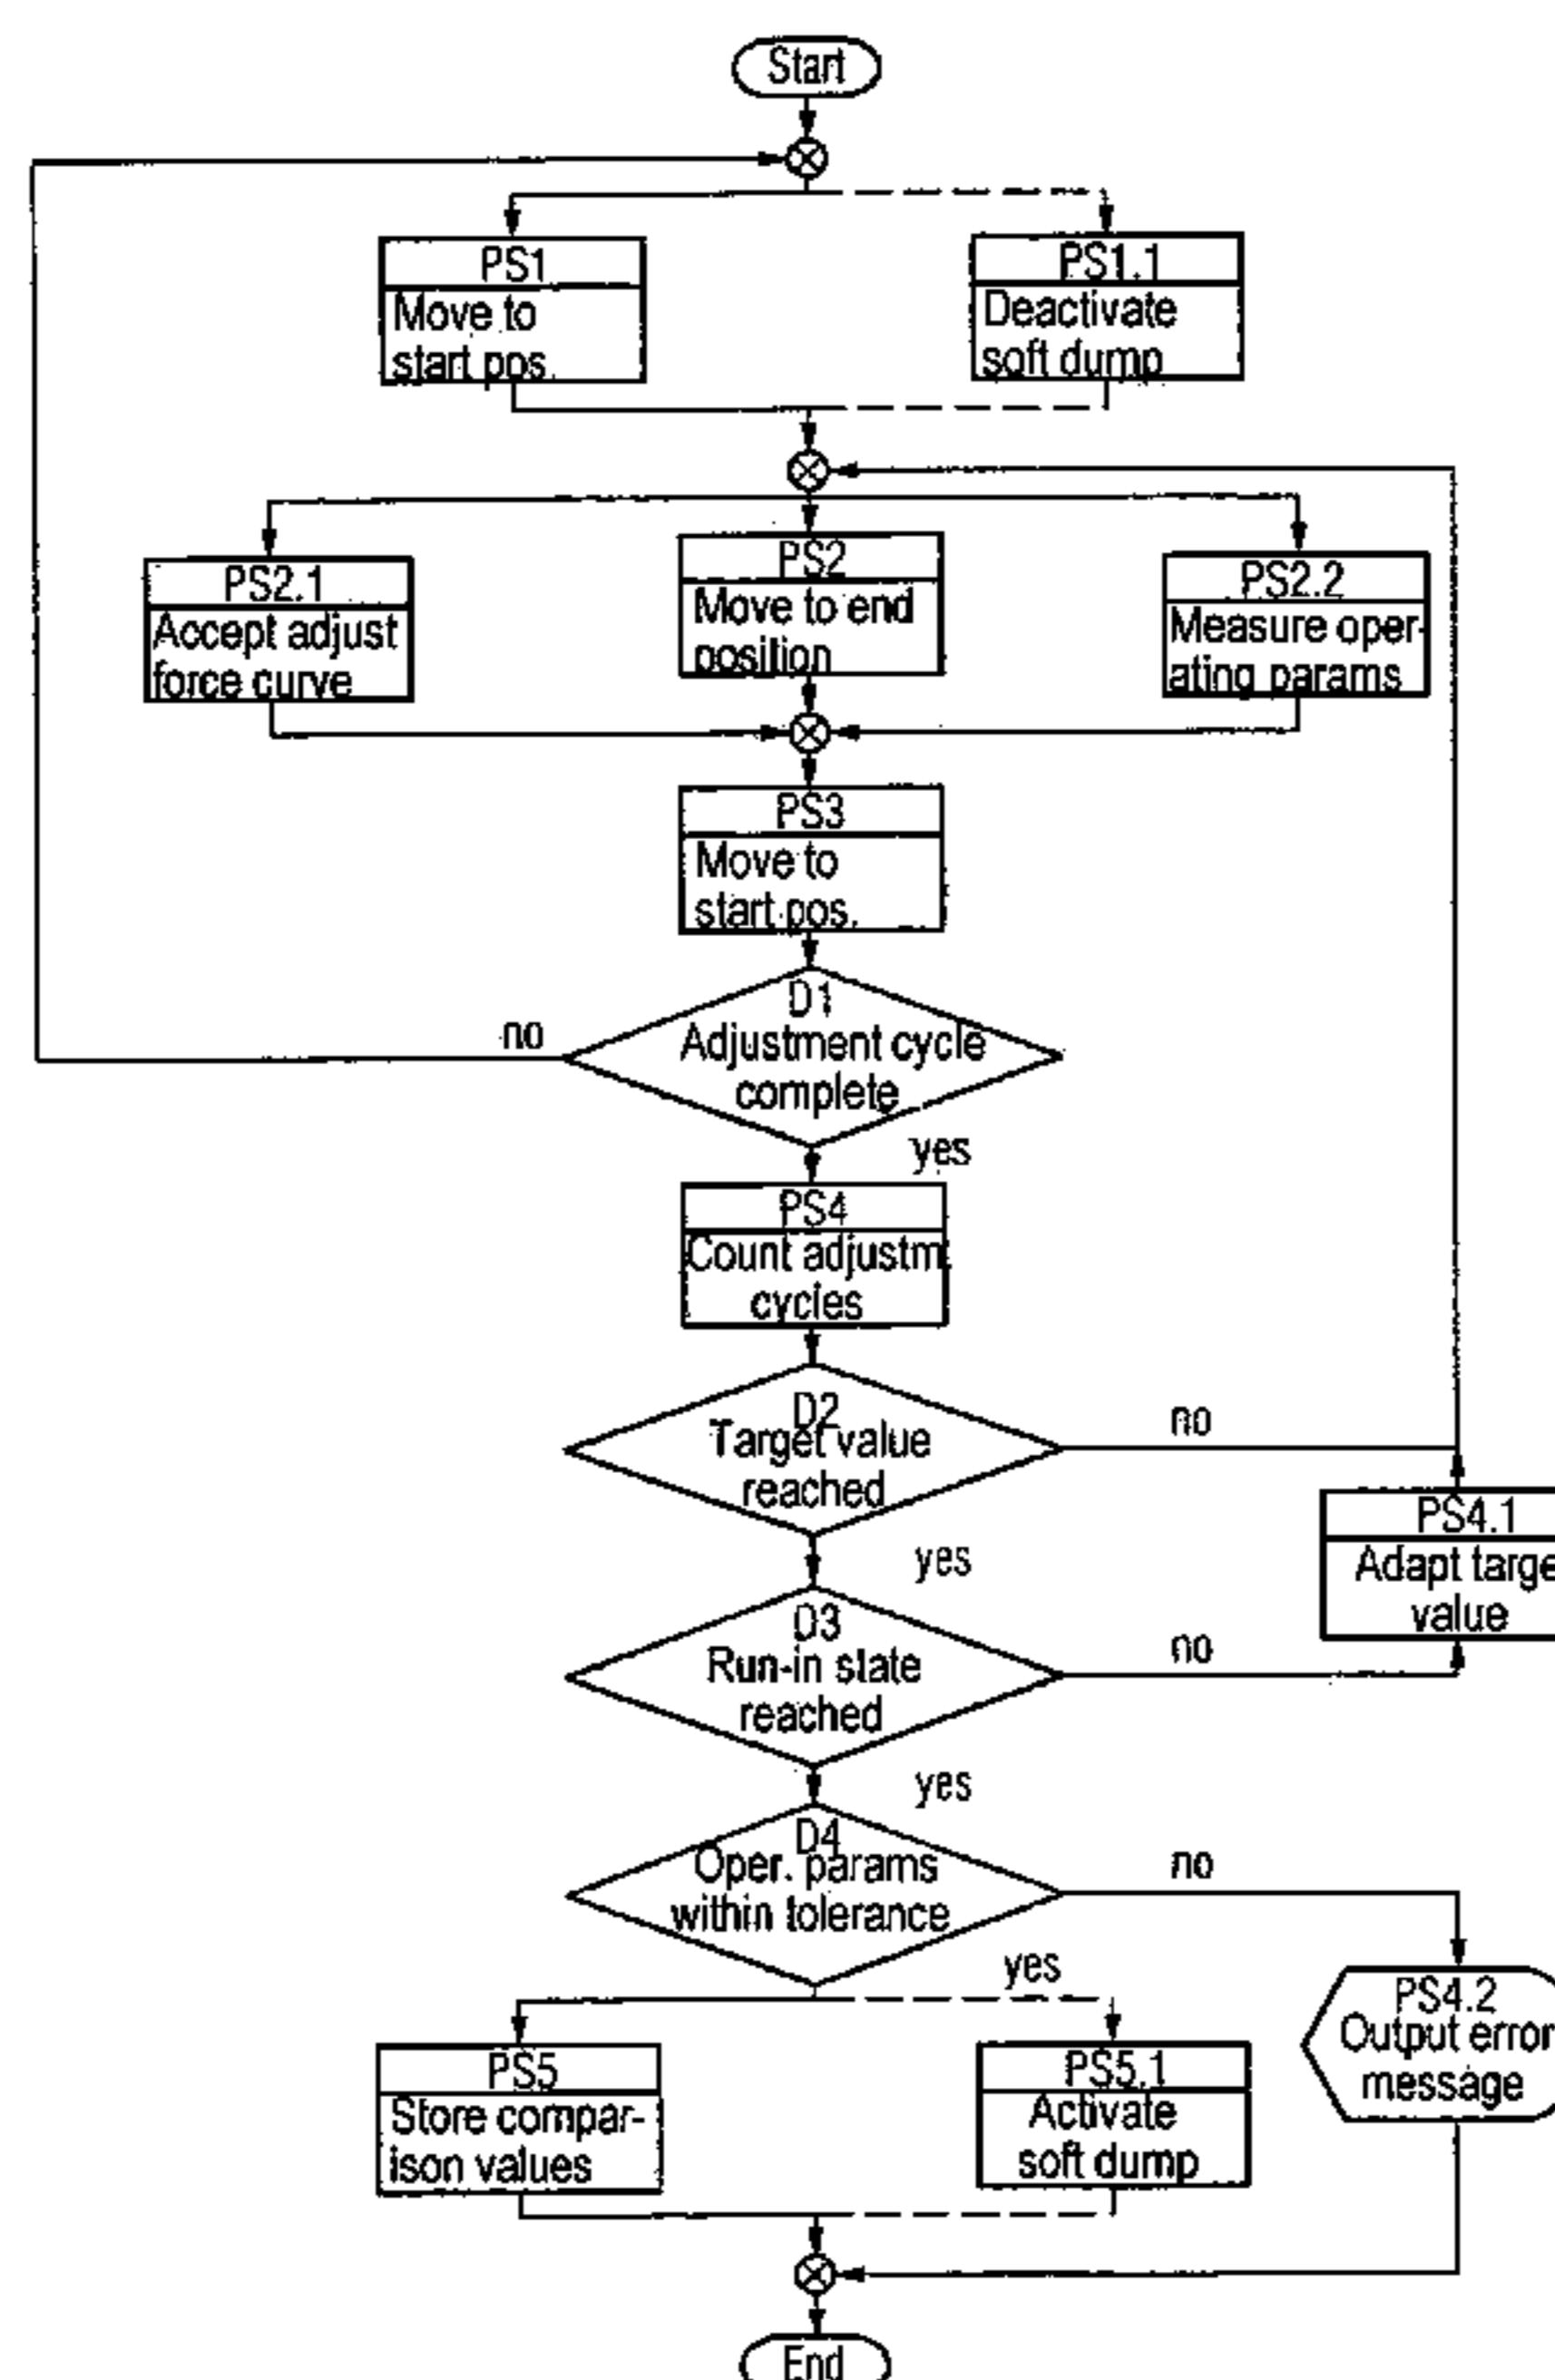 Start
PS1
Move to
start pos.
PS1.1
Deactivate
soft dump
PS2.1
Accept adjust
force curve
PS2
Move to end
position
PS2.2
Measure oper-
ating params
PS3
Move to
start pos.
D1
Adjustment cycle
complete
no
yes
PS4
Count adjustm.
cycles
D2
Target value
reached
no
yes
PS4.1
Adapt targe
value
D3
Run-in state
reached
no
yes
D4
Oper. params
within tolerance
no
yes
PS4.2
Output error
message
PS5
Store compar-
ison values
PS5.1
Activate
soft dump
End